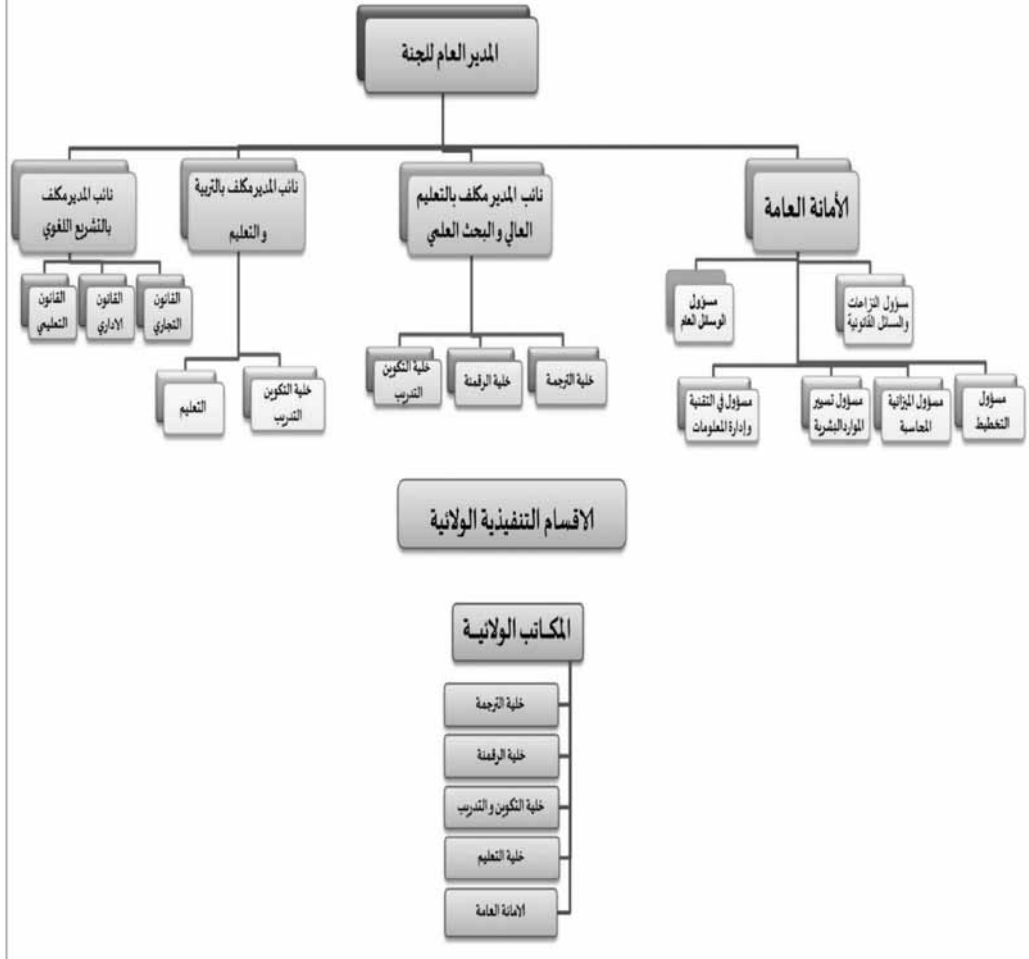 المدير العام للجنة
الأمانة العامة
نائب المدير مكلف بالتعليم
العالي والبحث العلمي
نائب المدير مكلف بالتربية
والتعليم
نائب المدير مكلف
بالتشريع اللغوي
مسؤول النزاعات
والمسائل القانونية
مسؤول
الوسائل العام
مسؤول
التخطيط
مسؤول الميزانية
المحاسبة
مسؤول تسيير
الموارد البشرية
مسؤول في التقنية
وإدارة المعلومات
خلية الترجمة
خلية الرقمنة
خلية التكوين
التدريب
خلية التكوين
التدريب
التعليم
القانون
التجاري
القانون
الاداري
القانون
التعليمي
الاقسام التنفيذية الولائية
المكاتب الولائية
خلية الترجمة
خلية الرقمنة
خلية التكوين والتدريب
خلية التعليم
الامانة العامة